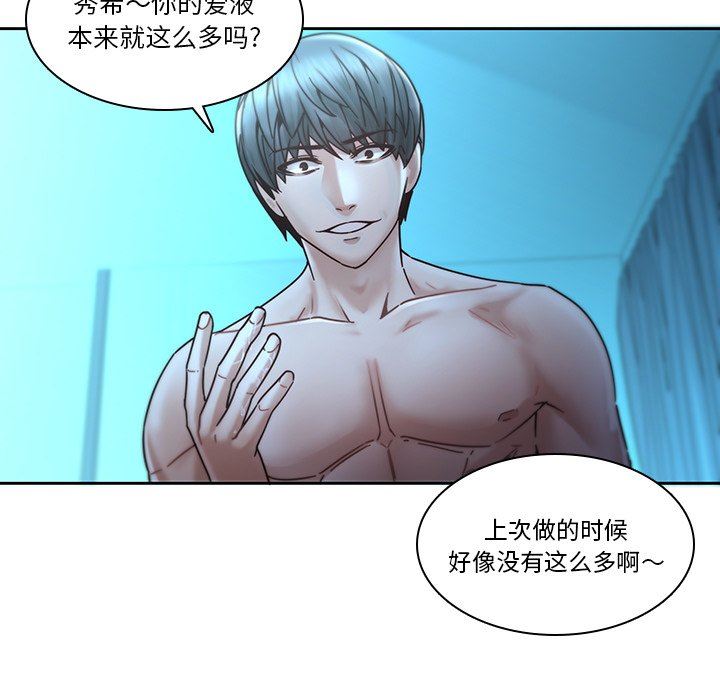 秀希～你的爱液
本来就这么多吗?
上次做的时候
好像没有这么多啊～